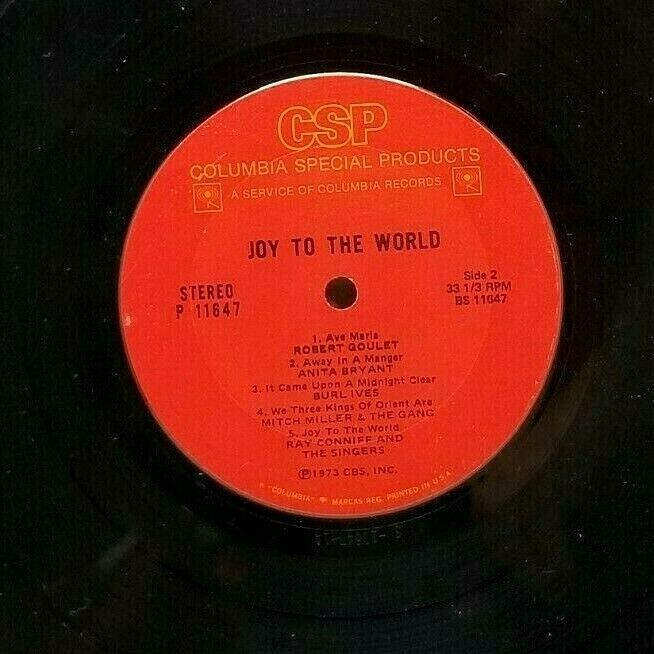 CSP
COLUMBIA SPECIAL PRODUCTS
A SERVICE OF COLUMBIA RECORDS
JOY TO THE WORLD
STEREO
P 11647
Side 2
33 1/3 RPM
BS 11647
1. Ave Maria
ROBERT GOULET
2. Away In A Manger
ANITA BRYANT
3. It Came Upon A Midnight Clear
BURL IVES
4. We Three Kings Of Orient Are
MITCH MILLER & THE GANG
5. Joy To The World
RAY CONNIFF AND
THE SINGERS
Ⓟ1973 CBS, INC.
"COLUMBIA" MARCAS REG. PRINTED IN U.S.A.